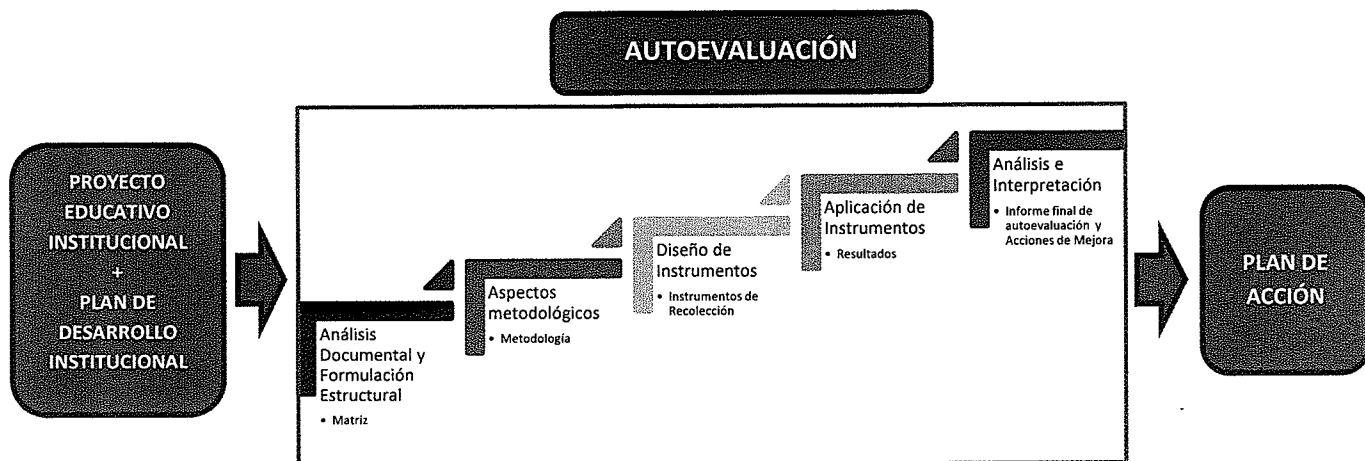 AUTOEVALUACIÓN
PROYECTO
EDUCATIVO
INSTITUCIONAL
+
PLAN DE
DESARROLLO
INSTITUCIONAL
Análisis
Documental y
Formulación
Estructural
• Matriz
Aspectos
metodológicos
• Metodología
Diseño de
Instrumentos
• Instrumentos de
Recolección
Aplicación de
Instrumentos
• Resultados
Análisis e
Interpretación
• Informe final de
autoevaluación y
Acciones de Mejora
PLAN DE
ACCIÓN